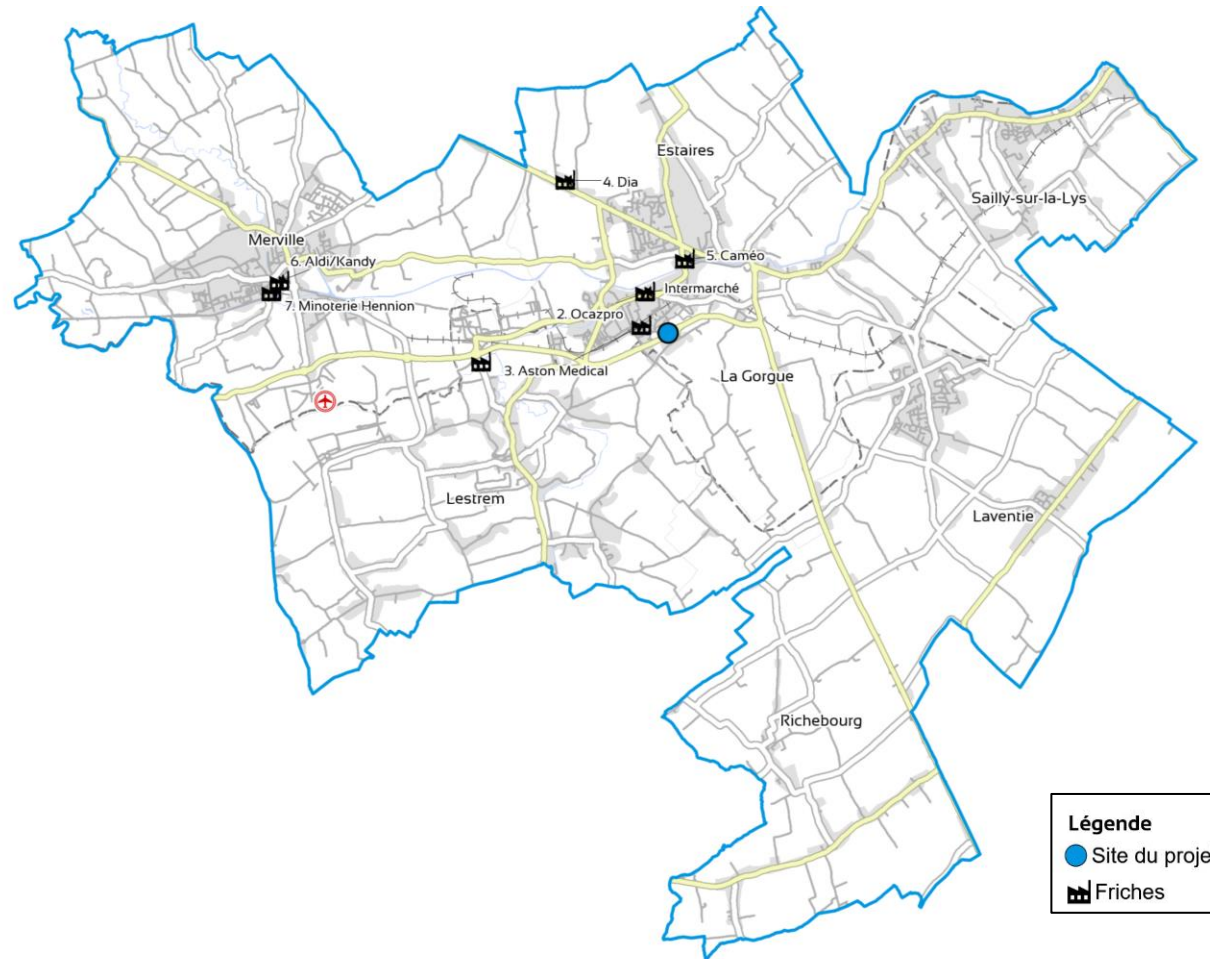 Estaires
4. Dia
Sailly-sur-la-Lys
Merville
6. Aldi/Kandy
5. Caméo
Intermarché
7. Minoterie Hennion
2. Ocazpro
3. Aston Medical
La Gorgue
Lestrem
Laventie
Richebourg
Légende
Site du proje
Friches